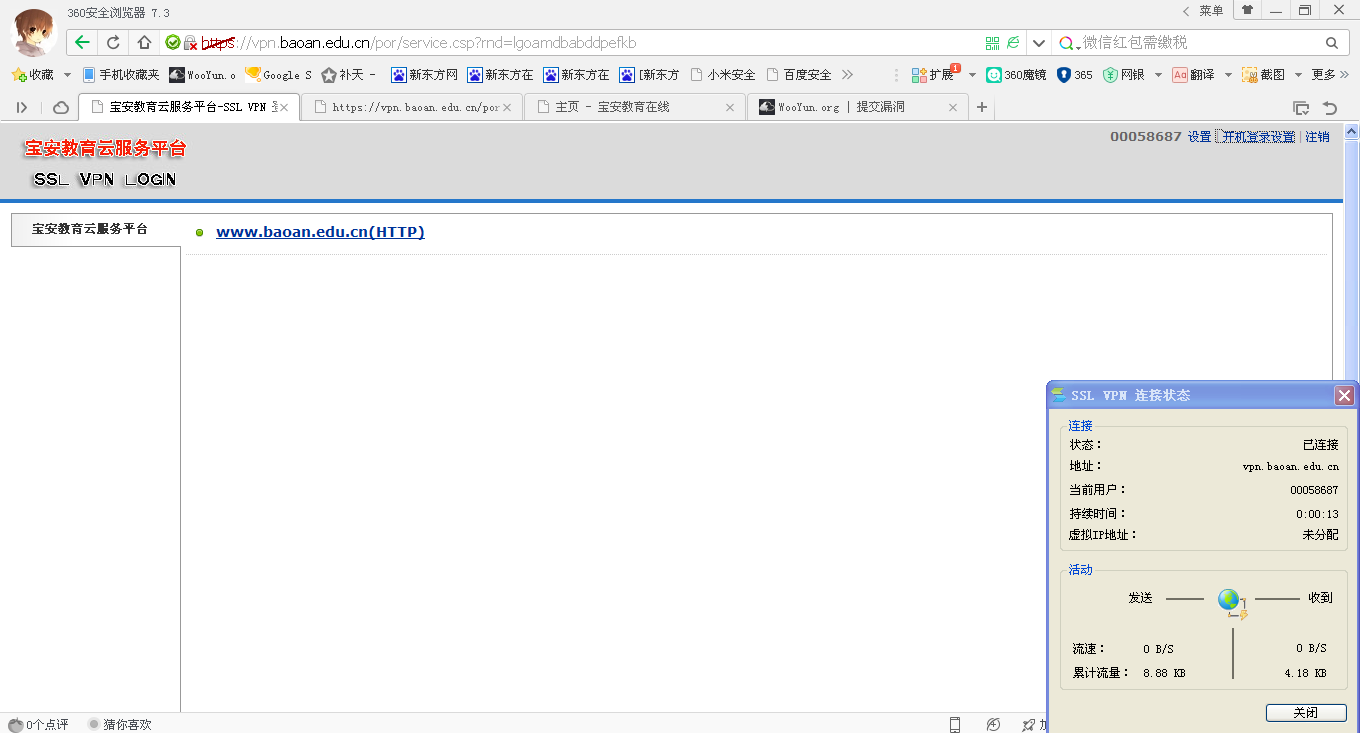 360安全浏览器 7.3
菜单
https://vpn.baoan.edu.cn/por/service.csp?rnd=lgoamdbabddpefkb
微信红包需缴税
收藏 手机收藏夹 WooYun.o Google S 补天 - 新东方网 新东方在 新东方在 [新东方 小米安全 百度安全 扩展 1 360魔镜 365 网银 Aa 翻译 截图 更多
宝安教育云服务平台-SSL VPN https://vpn.baoan.edu.cn/por 主页 - 宝安教育在线 WooYun.org | 提交漏洞
宝安教育云服务平台
SSL VPN LOGIN
00058687 设置 开机登录设置 | 注销
宝安教育云服务平台
www.baoan.edu.cn(HTTP)
SSL VPN 连接状态
连接
状态： 已连接
地址： vpn.baoan.edu.cn
当前用户： 00058687
持续时间： 0:00:13
虚拟IP地址： 未分配
活动
发送 收到
流速： 0 B/S 0 B/S
累计流量： 8.88 KB 4.18 KB
关闭
0个点评 猜你喜欢